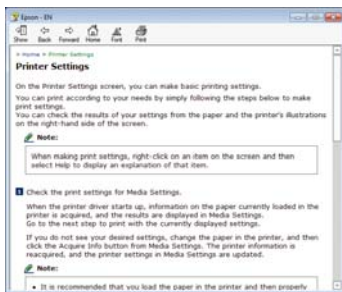 Epson - EN
Show Back Forward Home Font Print
> Home > Printer Settings
Printer Settings
On the Printer Settings screen, you can make basic printing settings.
You can print according to your needs by simply following the steps below to make
print settings.
You can check the results of your settings from the paper and the printer's illustrations
on the right-hand side of the screen.
Note:
When making print settings, right-click on an item on the screen and then
select Help to display an explanation of that item.
1 Check the print settings for Media Settings.
When the printer driver starts up, information on the paper currently loaded in the
printer is acquired, and the results are displayed in Media Settings.
Go to the next step to print with the currently displayed settings.
If you do not see your desired settings, change the paper in the printer, and then
click the Acquire Info button from Media Settings. The printer information is
reacquired, and the printer settings in Media Settings are updated.
Note:
• It is recommended that you load the paper in the printer and then properly